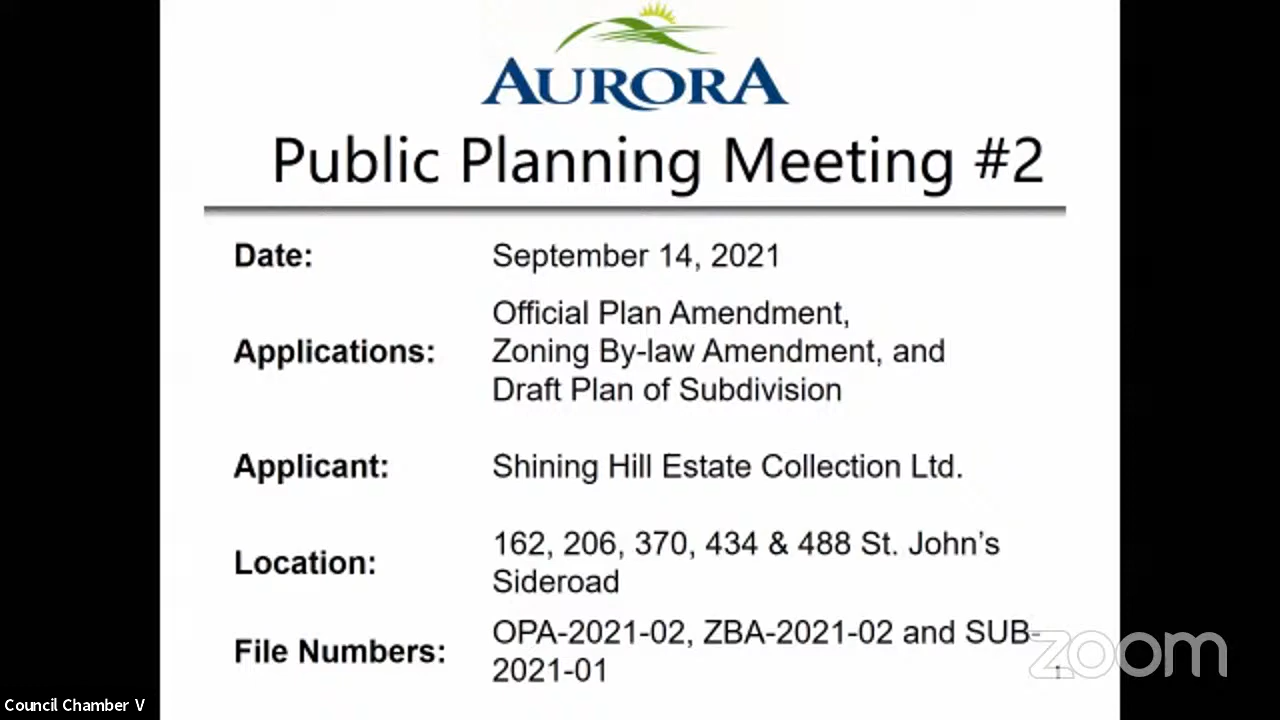 AURORA
Public Planning Meeting #2
Date: September 14, 2021
Applications: Official Plan Amendment,
Zoning By-law Amendment, and
Draft Plan of Subdivision
Applicant: Shining Hill Estate Collection Ltd.
Location: 162, 206, 370, 434 & 488 St. John's
Sideroad
File Numbers: OPA-2021-02, ZBA-2021-02 and SUB-
2021-01
zoom
1
Council Chamber V